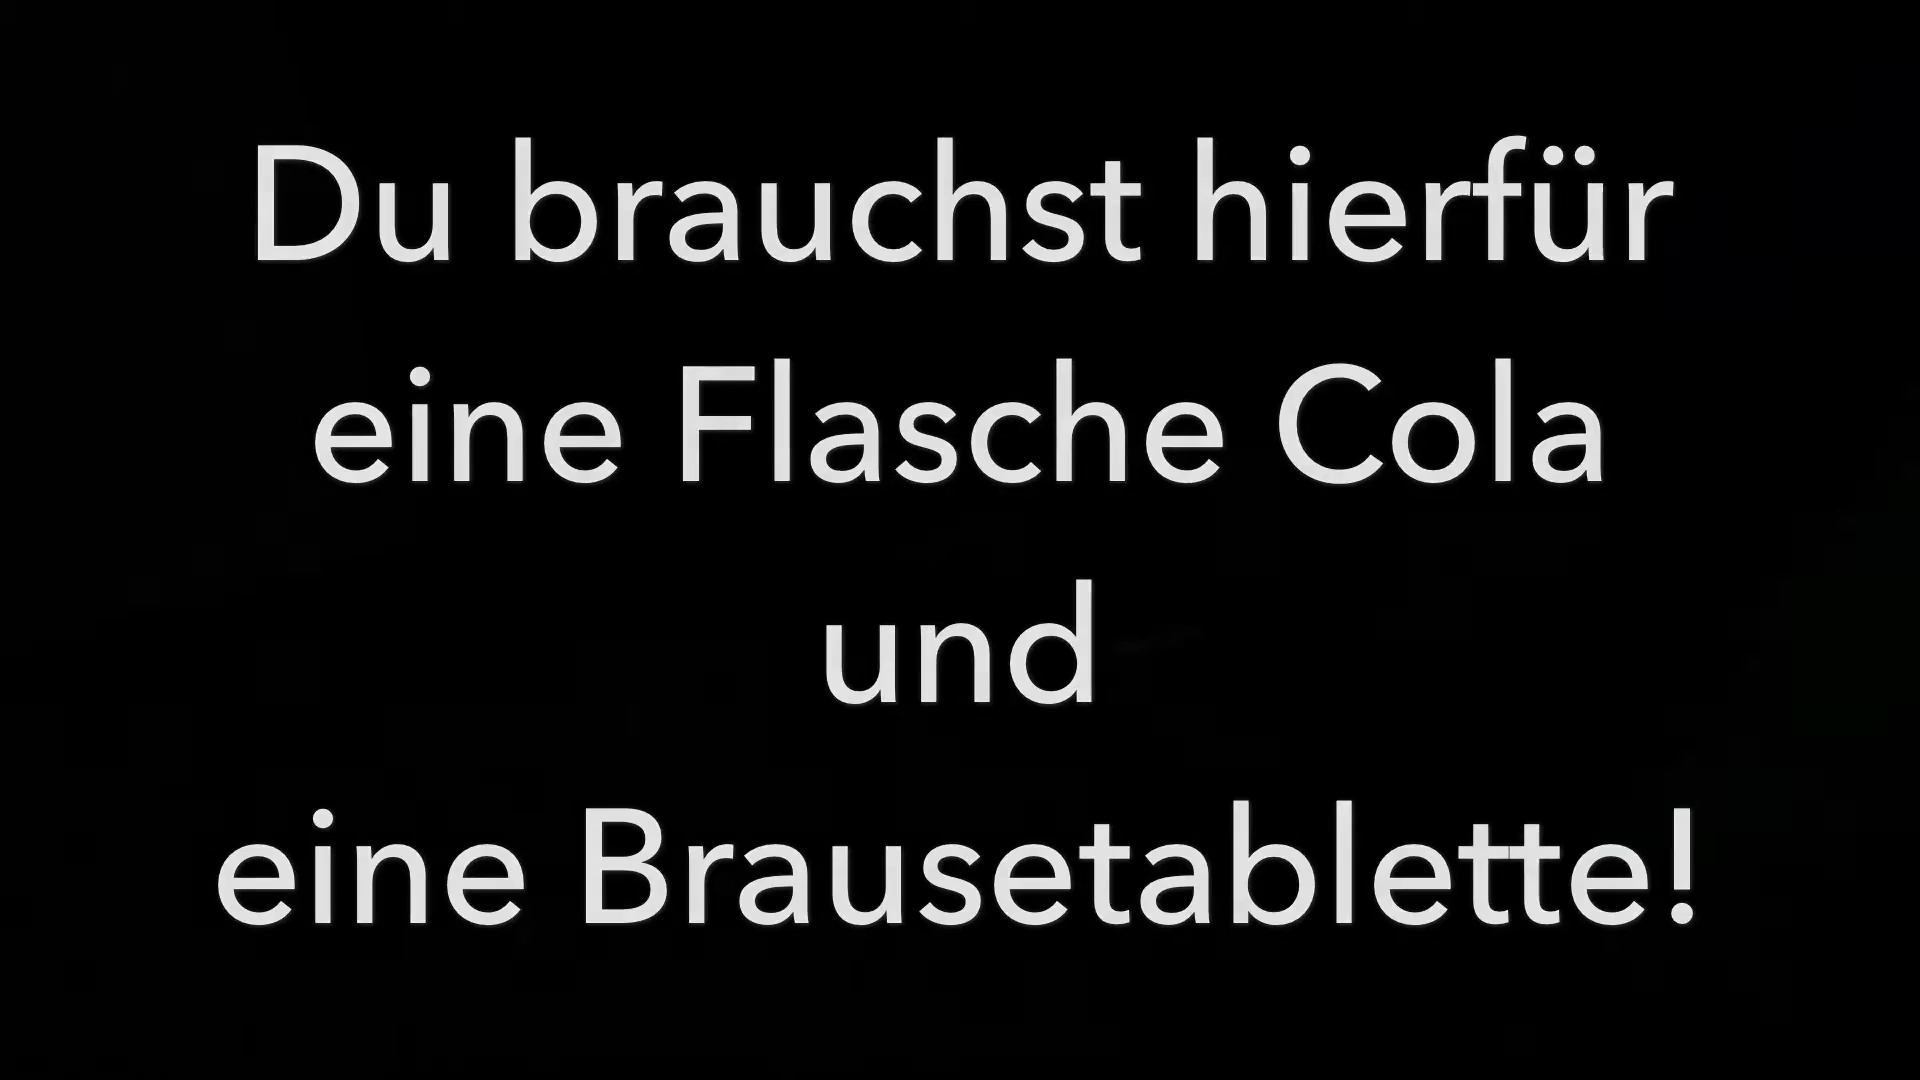 Du brauchst hierfür
eine Flasche Cola
und
eine Brausetablette!